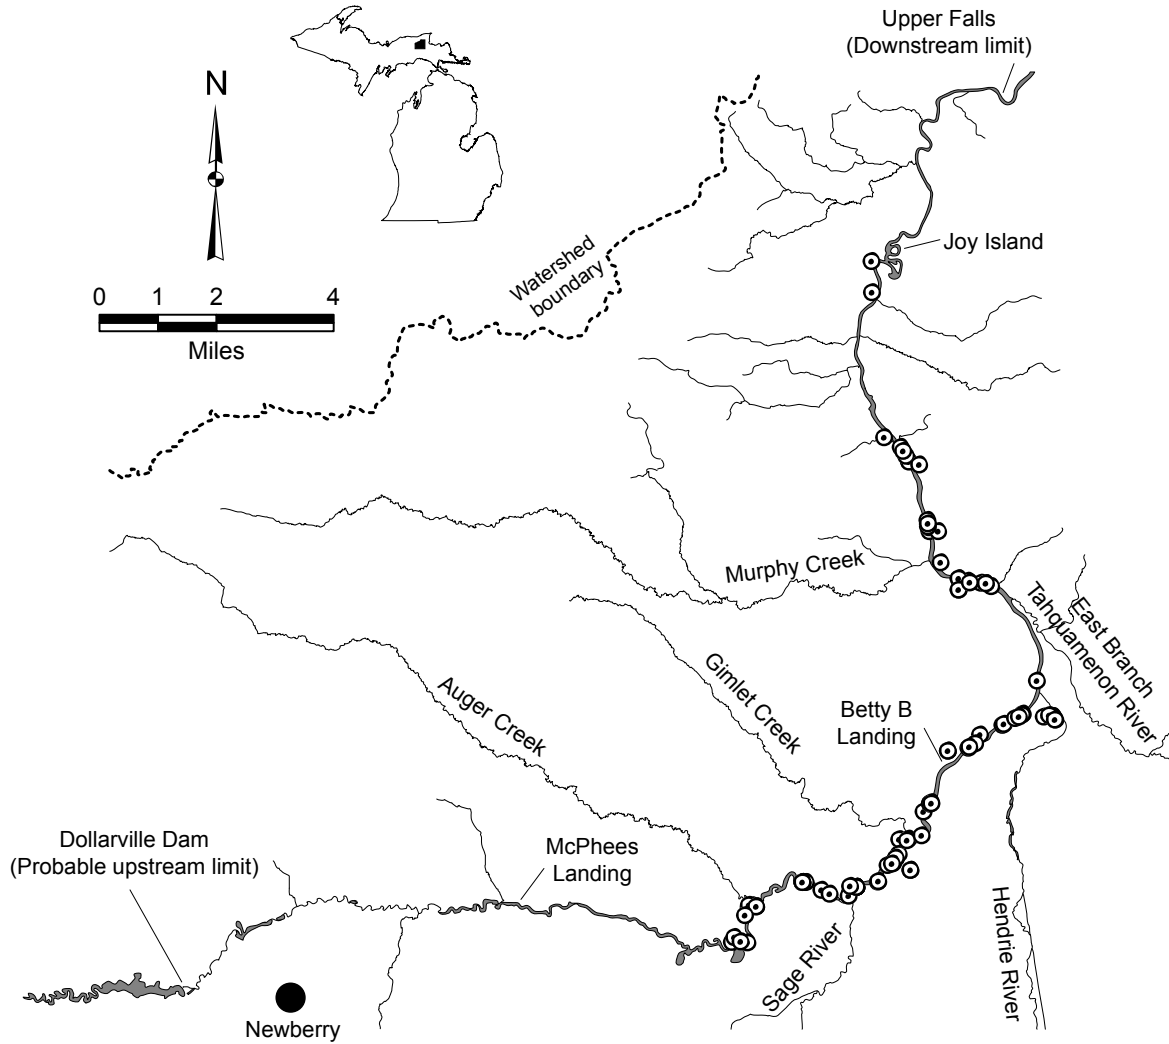 Upper Falls
(Downstream limit)
N
Joy Island
Watershed
boundary
0 1 2 4
Miles
Murphy Creek
East Branch
Tahquamenon River
Gimlet Creek
Auger Creek
Betty B
Landing
Dollarville Dam
(Probable upstream limit)
McPhees
Landing
Hendrie River
Sage River
Newberry